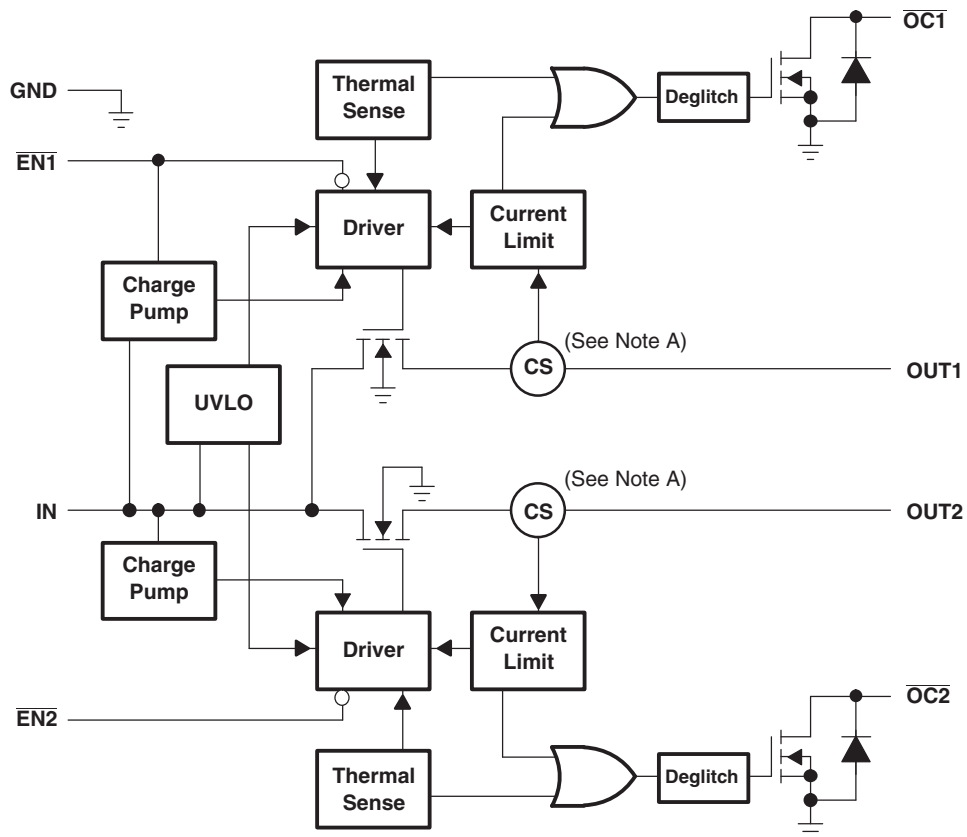 OC1
GND
Thermal
Sense
Deglitch
EN1
Driver
Current
Limit
Charge
Pump
(See Note A)
CS
OUT1
UVLO
(See Note A)
IN
CS
OUT2
Charge
Pump
Driver
Current
Limit
EN2
OC2
Thermal
Sense
Deglitch